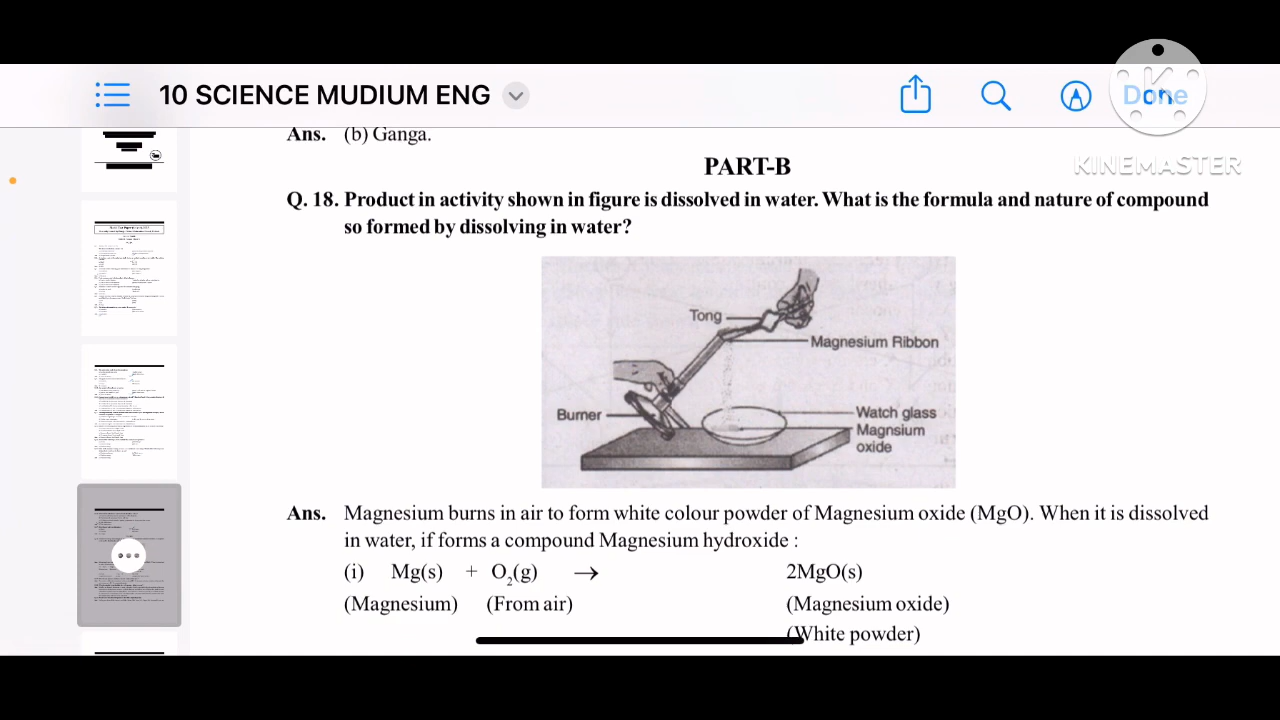 10 SCIENCE MUDIUM ENG
Done
KINEMASTER
Ans. (b) Ganga.
PART-B
Q. 18. Product in activity shown in figure is dissolved in water. What is the formula and nature of compound
so formed by dissolving in water?
Tong
Magnesium Ribbon
Burner
Watch glass
Magnsium
oxide
Ans. Magnesium burns in air to form white colour powder of Magnesium oxide (MgO). When it is dissolved
in water, if forms a compound Magnesium hydroxide :
(i) Mg(s) + O₂(g) → 2MgO(s)
(Magnesium) (From air) (Magnesium oxide)
(White powder)